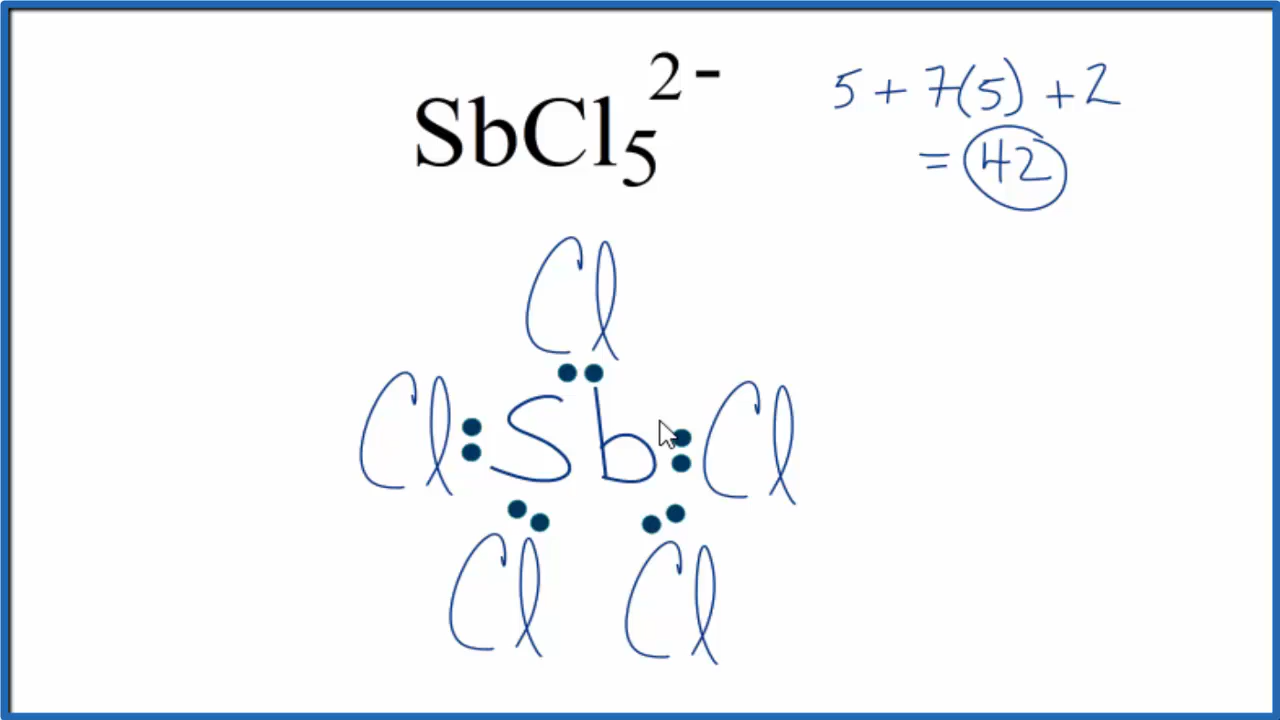 SbCl5 2-
5 + 7(5) + 2
= 42
Cl
Cl Sb Cl
Cl Cl